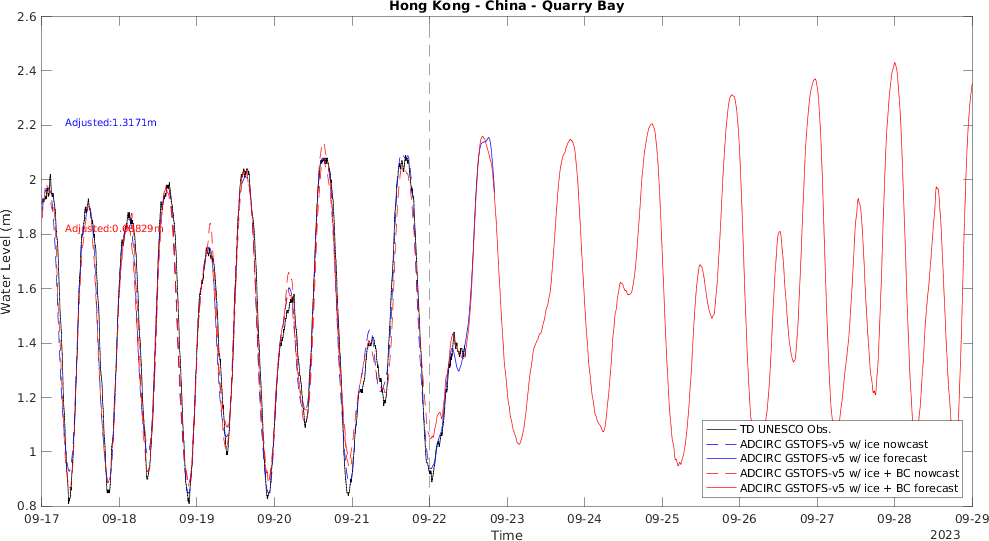 Hong Kong - China - Quarry Bay
2.6
2.4
2.2
2
1.8
1.6
1.4
1.2
1
0.8
Water Level (m)
Adjusted:1.3171m
TD UNESCO Obs.
ADCIRC GSTOFS-v5 w/ ice nowcast
ADCIRC GSTOFS-v5 w/ ice forecast
ADCIRC GSTOFS-v5 w/ ice + BC nowcast
ADCIRC GSTOFS-v5 w/ ice + BC forecast
09-17 09-18 09-19 09-20 09-21 09-22 09-23 09-24 09-25 09-26 09-27 09-28 09-29
Time
2023